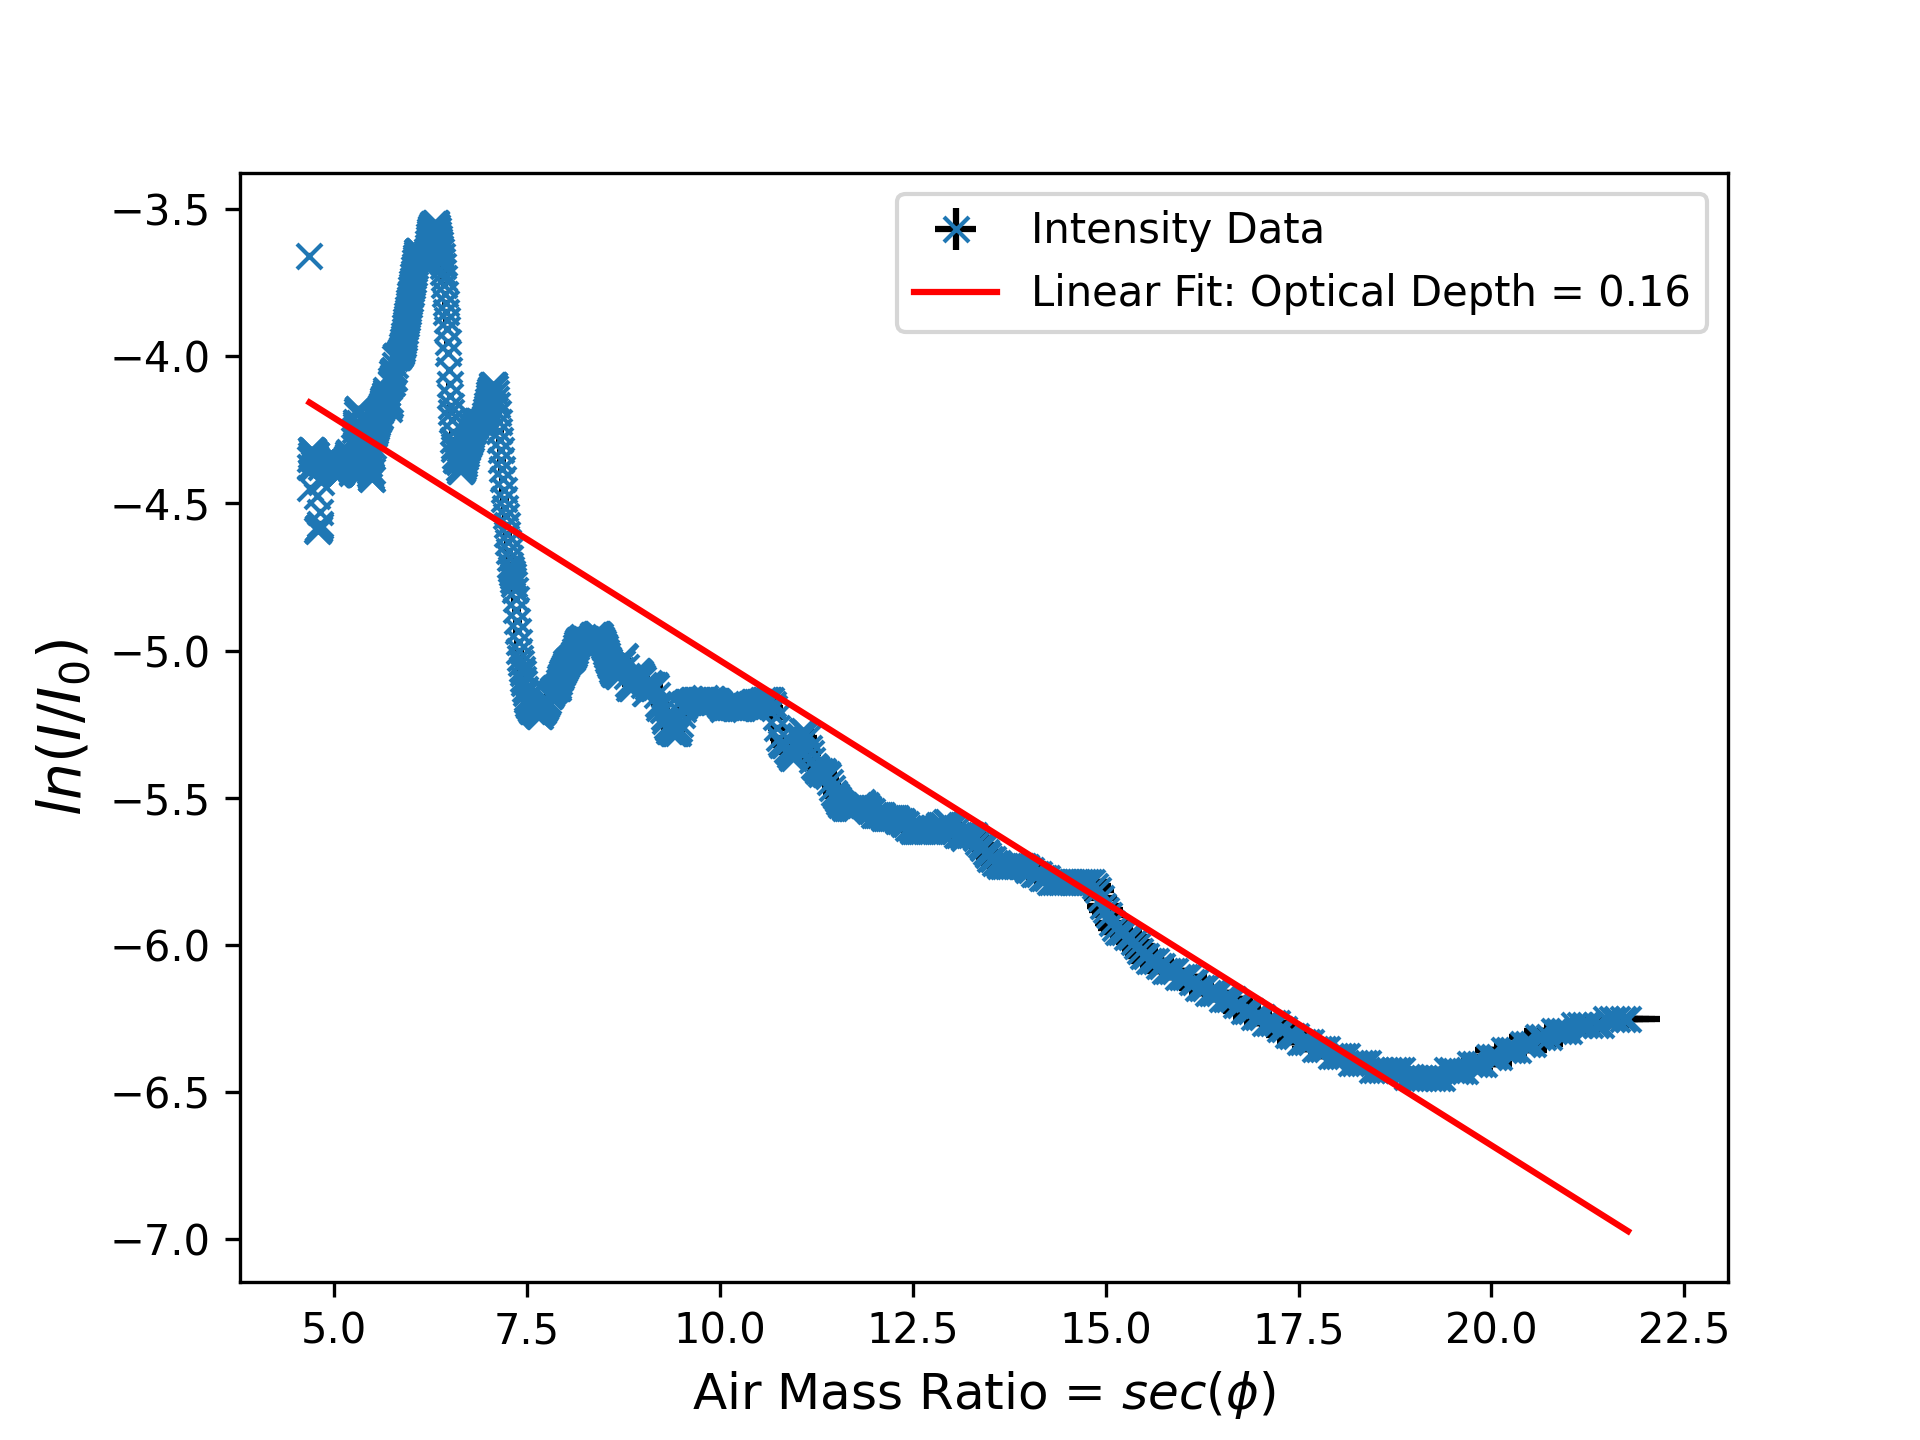 Intensity Data
Linear Fit: Optical Depth = 0.16
−3.5
−4.0
−4.5
−5.0
−5.5
−6.0
−6.5
−7.0
ln(I/I₀)
5.0 7.5 10.0 12.5 15.0 17.5 20.0 22.5
Air Mass Ratio = sec(ϕ)